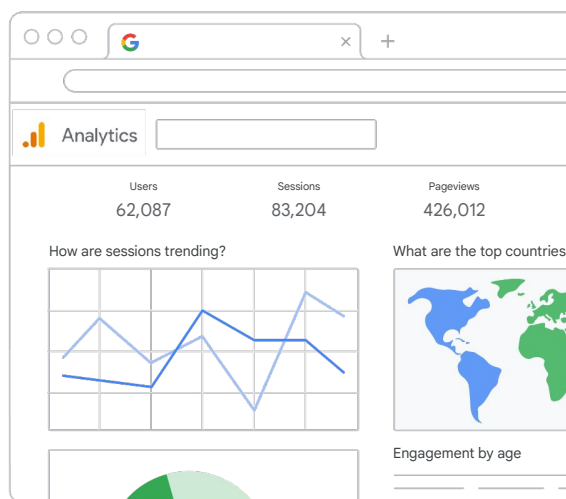 Analytics
Users Sessions Pageviews
62,087 83,204 426,012
How are sessions trending? What are the top countries
Engagement by age